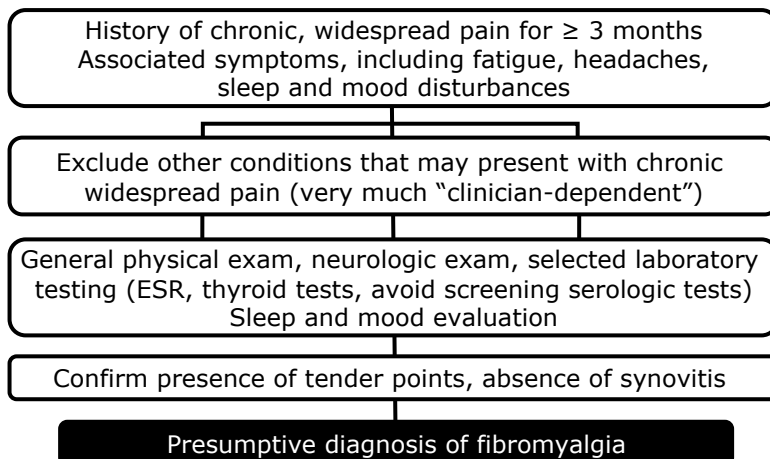 History of chronic, widespread pain for ≥ 3 months
Associated symptoms, including fatigue, headaches,
sleep and mood disturbances
Exclude other conditions that may present with chronic
widespread pain (very much “clinician-dependent”)
General physical exam, neurologic exam, selected laboratory
testing (ESR, thyroid tests, avoid screening serologic tests)
Sleep and mood evaluation
Confirm presence of tender points, absence of synovitis
Presumptive diagnosis of fibromyalgia